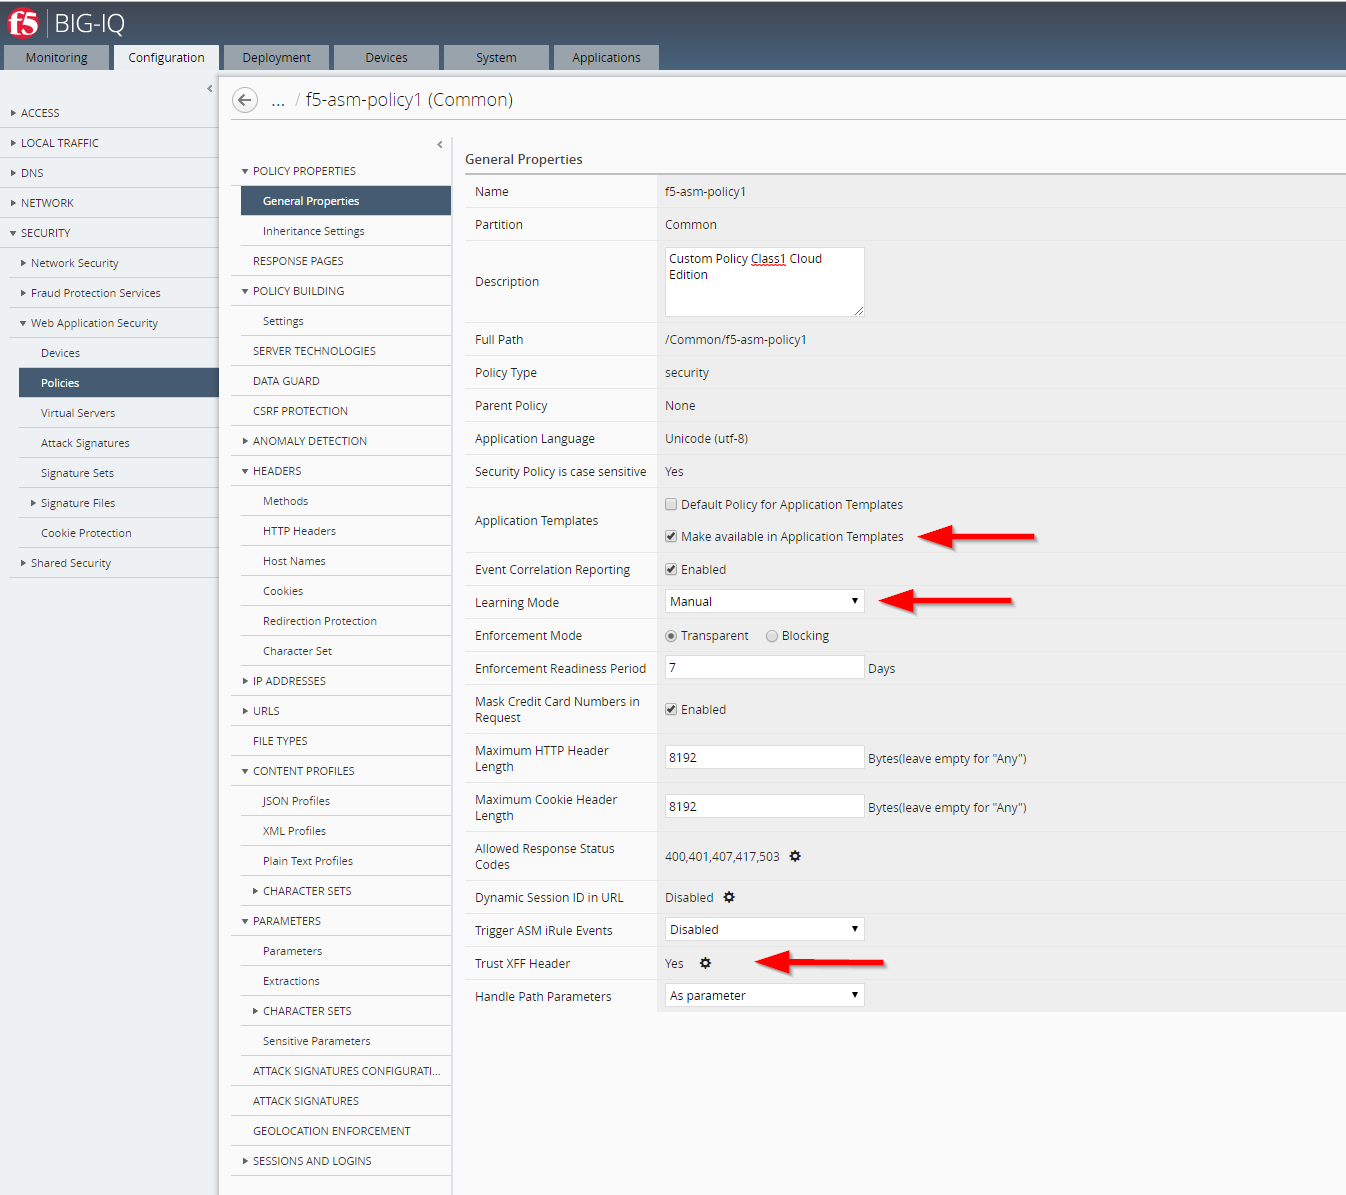 f5 BIG-IQ
Monitoring
Configuration
Deployment
Devices
System
Applications
ACCESS
LOCAL TRAFFIC
DNS
NETWORK
SECURITY
Network Security
Fraud Protection Services
Web Application Security
Devices
Policies
Virtual Servers
Attack Signatures
Signature Sets
Signature Files
Cookie Protection
Shared Security
... / f5-asm-policy1 (Common)
POLICY PROPERTIES
General Properties
Inheritance Settings
RESPONSE PAGES
POLICY BUILDING
Settings
SERVER TECHNOLOGIES
DATA GUARD
CSRF PROTECTION
ANOMALY DETECTION
HEADERS
Methods
HTTP Headers
Host Names
Cookies
Redirection Protection
Character Set
IP ADDRESSES
URLS
FILE TYPES
CONTENT PROFILES
JSON Profiles
XML Profiles
Plain Text Profiles
CHARACTER SETS
PARAMETERS
Parameters
Extractions
CHARACTER SETS
Sensitive Parameters
ATTACK SIGNATURES CONFIGURATI...
ATTACK SIGNATURES
GEOLOCATION ENFORCEMENT
SESSIONS AND LOGINS
General Properties
Name f5-asm-policy1
Partition Common
Description Custom Policy Class1 Cloud
Edition
Full Path /Common/f5-asm-policy1
Policy Type security
Parent Policy None
Application Language Unicode (utf-8)
Security Policy is case sensitive Yes
Application Templates
Default Policy for Application Templates
Make available in Application Templates
Event Correlation Reporting Enabled
Learning Mode Manual
Enforcement Mode Transparent Blocking
Enforcement Readiness Period 7 Days
Mask Credit Card Numbers in
Request Enabled
Maximum HTTP Header
Length 8192 Bytes(leave empty for "Any")
Maximum Cookie Header
Length 8192 Bytes(leave empty for "Any")
Allowed Response Status
Codes 400,401,407,417,503
Dynamic Session ID in URL Disabled
Trigger ASM iRule Events Disabled
Trust XFF Header Yes
Handle Path Parameters As parameter